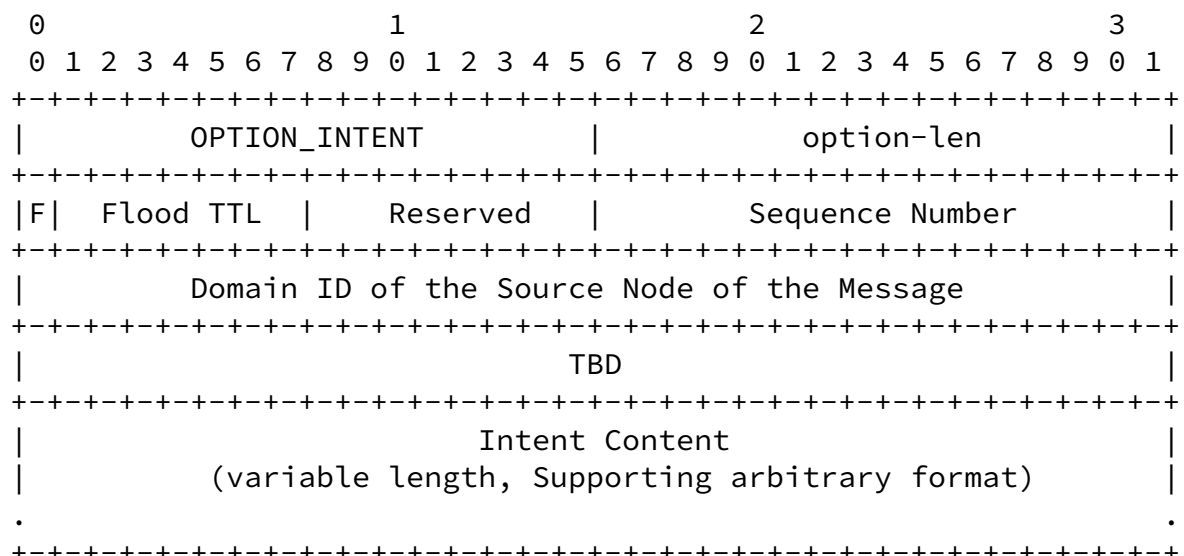 0                   1                   2                   3
 0 1 2 3 4 5 6 7 8 9 0 1 2 3 4 5 6 7 8 9 0 1 2 3 4 5 6 7 8 9 0 1
+-+-+-+-+-+-+-+-+-+-+-+-+-+-+-+-+-+-+-+-+-+-+-+-+-+-+-+-+-+-+-+-+
|         OPTION_INTENT         |           option-len          |
+-+-+-+-+-+-+-+-+-+-+-+-+-+-+-+-+-+-+-+-+-+-+-+-+-+-+-+-+-+-+-+-+
|F|  Flood TTL  |    Reserved   |        Sequence Number        |
+-+-+-+-+-+-+-+-+-+-+-+-+-+-+-+-+-+-+-+-+-+-+-+-+-+-+-+-+-+-+-+-+
|         Domain ID of the Source Node of the Message           |
+-+-+-+-+-+-+-+-+-+-+-+-+-+-+-+-+-+-+-+-+-+-+-+-+-+-+-+-+-+-+-+-+
|                              TBD                              |
+-+-+-+-+-+-+-+-+-+-+-+-+-+-+-+-+-+-+-+-+-+-+-+-+-+-+-+-+-+-+-+-+
|                         Intent Content                        |
|          (variable length, Supporting arbitrary format)       |
.                                                               .
+-+-+-+-+-+-+-+-+-+-+-+-+-+-+-+-+-+-+-+-+-+-+-+-+-+-+-+-+-+-+-+-+